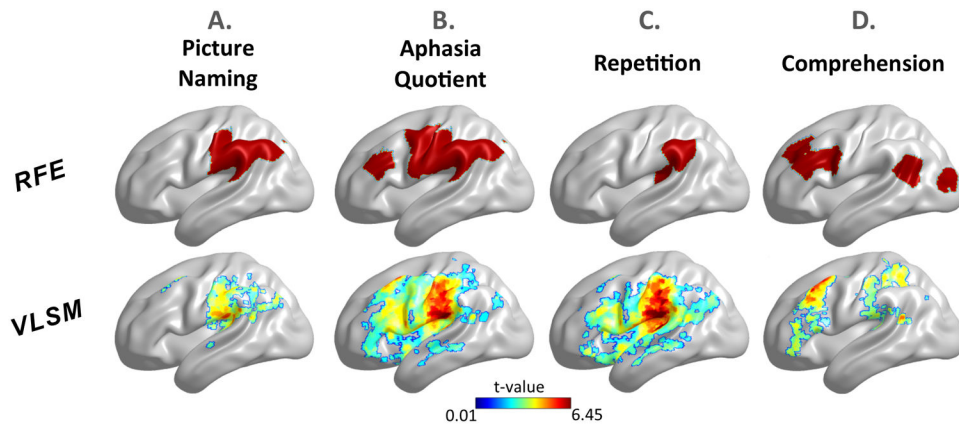 A.
Picture
Naming
B.
Aphasia
Quotient
C.
Repetition
D.
Comprehension
RFE
VLSM
t-value
0.01
6.45